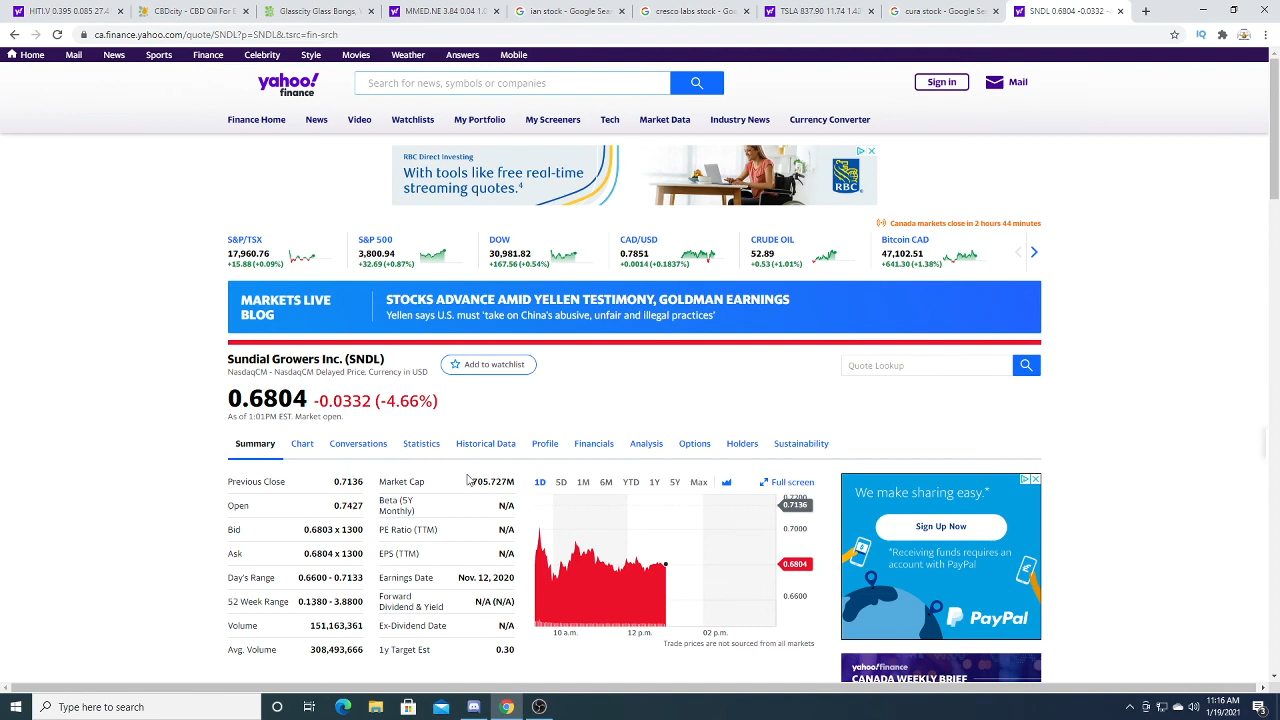 HITI.V 0.395 0.010 2.6
CBDcity - CBD Oil For P
Glasscity | Glass Bongs,
MMED.NE 3.84 0.04 1.0
ian stock - Google Sear
cresco labs stock - Goo
TSLA 837.90 11.74 1.42
cura stock - Google Sea
SNDL 0.6804 -0.0332 -
ca.finance.yahoo.com/quote/SNDL?p=SNDL&.tsrc=fin-srch
Home Mail News Sports Finance Celebrity Style Movies Weather Answers Mobile
yahoo!
finance
Search for news, symbols or companies
Sign in
Mail
Finance Home News Video Watchlists My Portfolio My Screeners Tech Market Data Industry News Currency Converter
RBC Direct Investing
With tools like free real-time
streaming quotes.4
RBC
Canada markets close in 2 hours 44 minutes
S&P/TSX
17,960.76
+15.88 (+0.09%)
S&P 500
3,800.94
+32.69 (+0.87%)
DOW
30,981.82
+167.56 (+0.54%)
CAD/USD
0.7851
+0.0014 (+0.1837%)
CRUDE OIL
52.89
+0.53 (+1.01%)
Bitcoin CAD
47,102.51
+641.30 (+1.38%)
MARKETS LIVE
BLOG
STOCKS ADVANCE AMID YELLEN TESTIMONY, GOLDMAN EARNINGS
Yellen says U.S. must 'take on China's abusive, unfair and illegal practices'
Sundial Growers Inc. (SNDL)
NasdaqCM - NasdaqCM Real Time Price. Currency in USD
Add to watchlist
Quote Lookup
0.6804 -0.0332 (-4.66%)
As of 1:01PM EST. Market open.
Summary Chart Conversations Statistics Historical Data Profile Financials Analysis Options Holders Sustainability
Previous Close 0.7136
Open 0.7427
Bid 0.6803 x 1300
Ask 0.6804 x 1300
Day's Range 0.6600 - 0.7133
52 Week Range 0.1380 - 3.8800
Volume 151,163,361
Avg. Volume 308,493,666
Market Cap 705.727M
Beta (5Y
Monthly) N/A
PE Ratio (TTM) N/A
EPS (TTM) N/A
Earnings Date Nov. 12, 2020
Forward
Dividend & Yield N/A (N/A)
Ex-Dividend Date N/A
1y Target Est 0.30
1D 5D 1M 6M YTD 1Y 5Y Max
Full screen
0.7200
0.7136
0.7000
0.6804
0.6600
10 a.m. 12 p.m. 02 p.m.
Trade prices are not sourced from all markets
We make sharing easy.*
Sign Up Now
*Receiving funds requires an
account with PayPal
PayPal
yahoo!finance
CANADA WEEKLY BRIEF
Type here to search
11:16 AM
1/19/2021